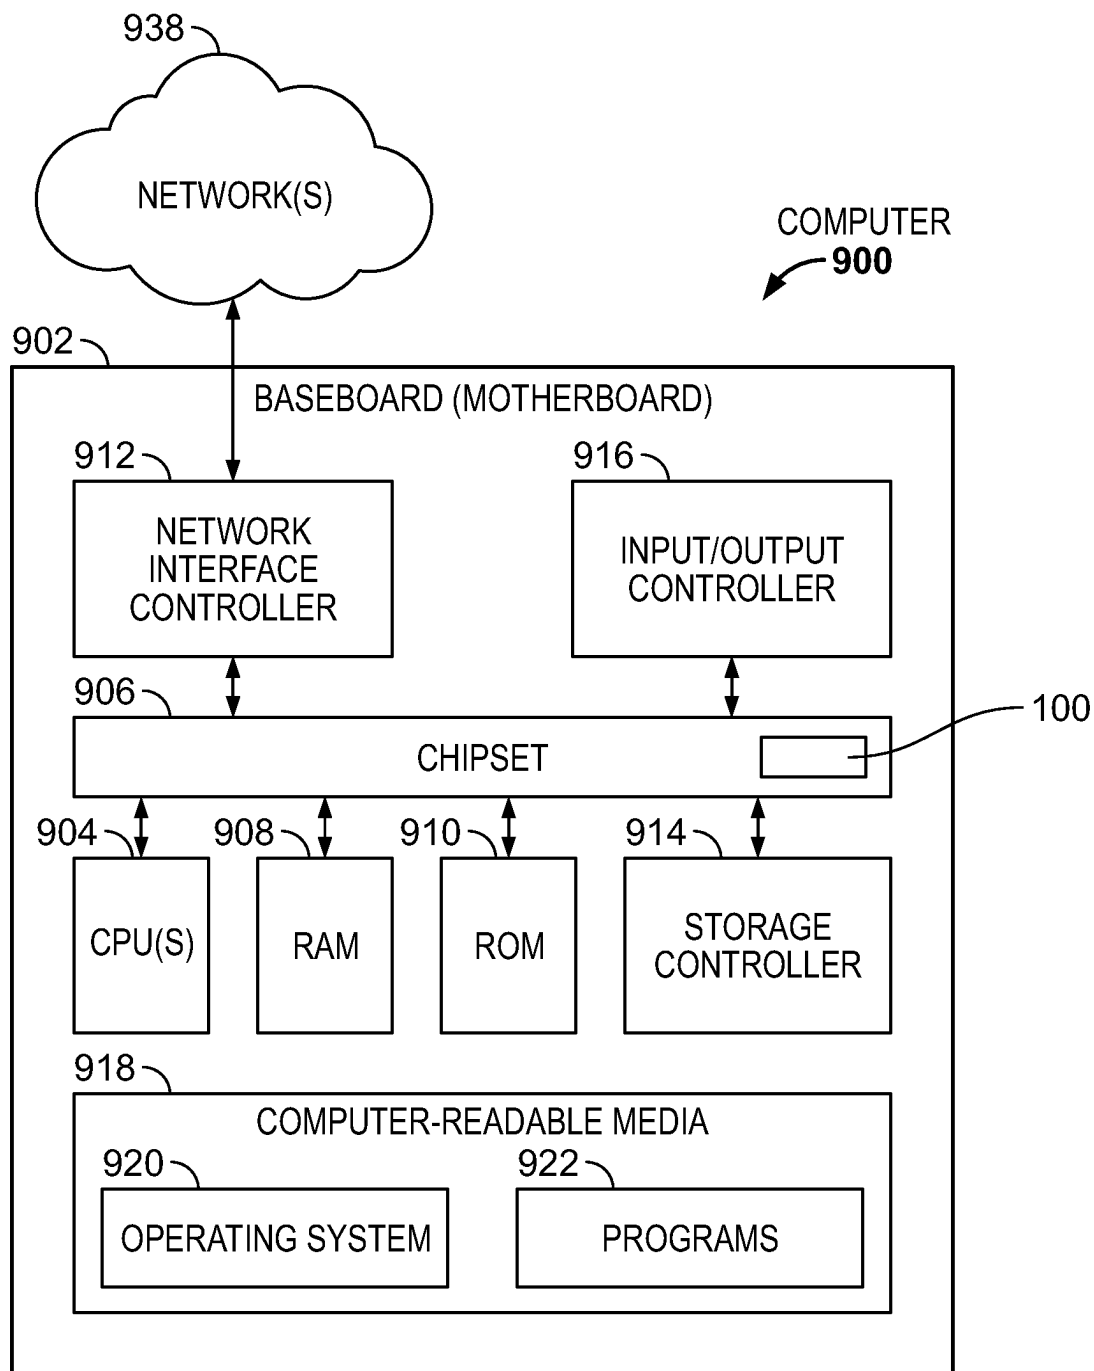 938
NETWORK(S)
COMPUTER
900
902
BASEBOARD (MOTHERBOARD)
912
916
NETWORK
INTERFACE
CONTROLLER
INPUT/OUTPUT
CONTROLLER
906
100
CHIPSET
904
908
910
914
CPU(S)
RAM
ROM
STORAGE
CONTROLLER
918
COMPUTER-READABLE MEDIA
920
922
OPERATING SYSTEM
PROGRAMS